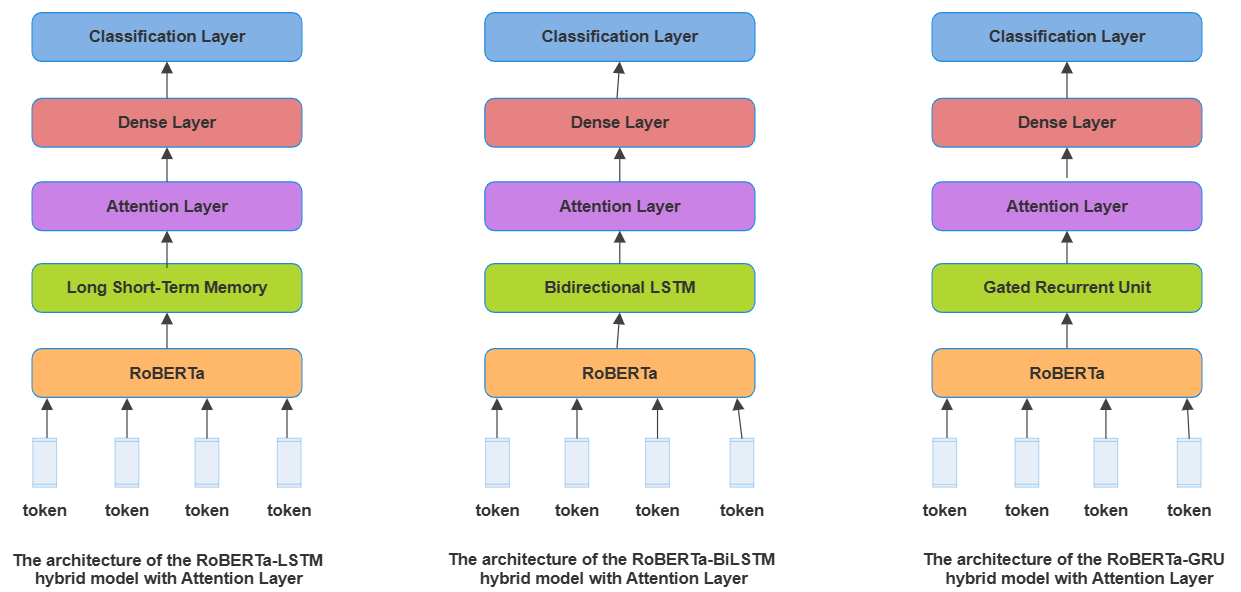 Classification Layer
Dense Layer
Attention Layer
Long Short-Term Memory
RoBERTa
token token token token
The architecture of the RoBERTa-LSTM
hybrid model with Attention Layer
Classification Layer
Dense Layer
Attention Layer
Bidirectional LSTM
RoBERTa
token token token token
The architecture of the RoBERTa-BiLSTM
hybrid model with Attention Layer
Classification Layer
Dense Layer
Attention Layer
Gated Recurrent Unit
RoBERTa
token token token token
The architecture of the RoBERTa-GRU
hybrid model with Attention Layer